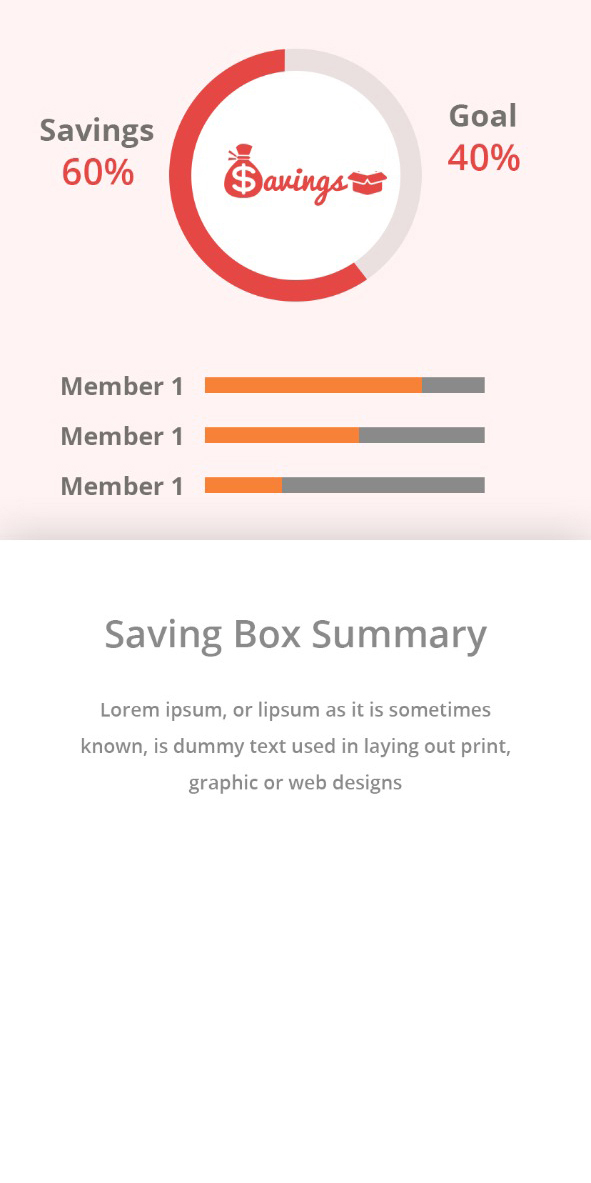 Savings
60%
Goal
40%
$avings
Member 1
Member 1
Member 1
Saving Box Summary
Lorem ipsum, or lipsum as it is sometimes
known, is dummy text used in laying out print,
graphic or web designs